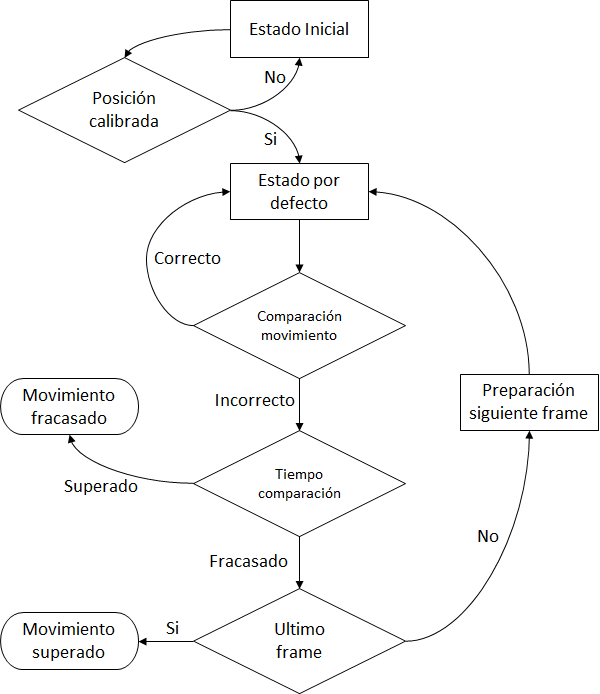 Estado Inicial
No
Posición
calibrada
Si
Estado por
defecto
Correcto
Comparación
movimiento
Incorrecto
Movimiento
fracasado
Preparación
siguiente frame
Tiempo
comparación
Superado
Fracasado
No
Ultimo
frame
Si
Movimiento
superado